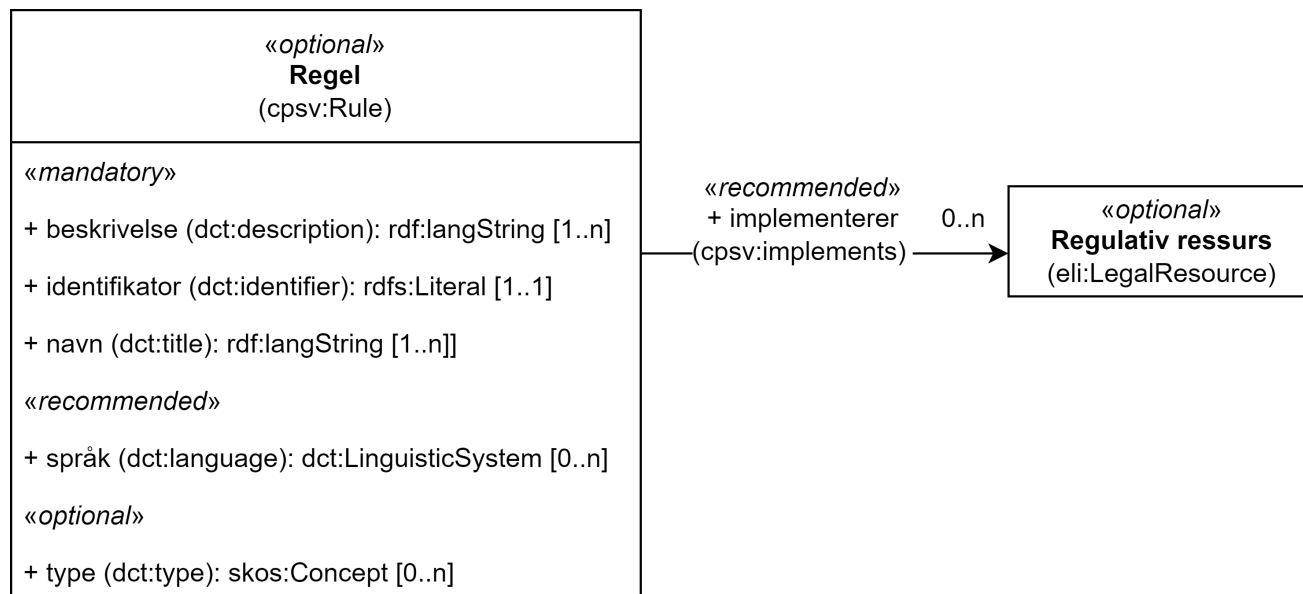 «optional»
Regel
(cpsv:Rule)
«mandatory»
+ beskrivelse (dct:description): rdf:langString [1..n]
+ identifikator (dct:identifier): rdfs:Literal [1..1]
+ navn (dct:title): rdf:langString [1..n]]
«recommended»
+ språk (dct:language): dct:LinguisticSystem [0..n]
«optional»
+ type (dct:type): skos:Concept [0..n]
«recommended»
+ implementerer
(cpsv:implements)
0..n
«optional»
Regulativ ressurs
(eli:LegalResource)